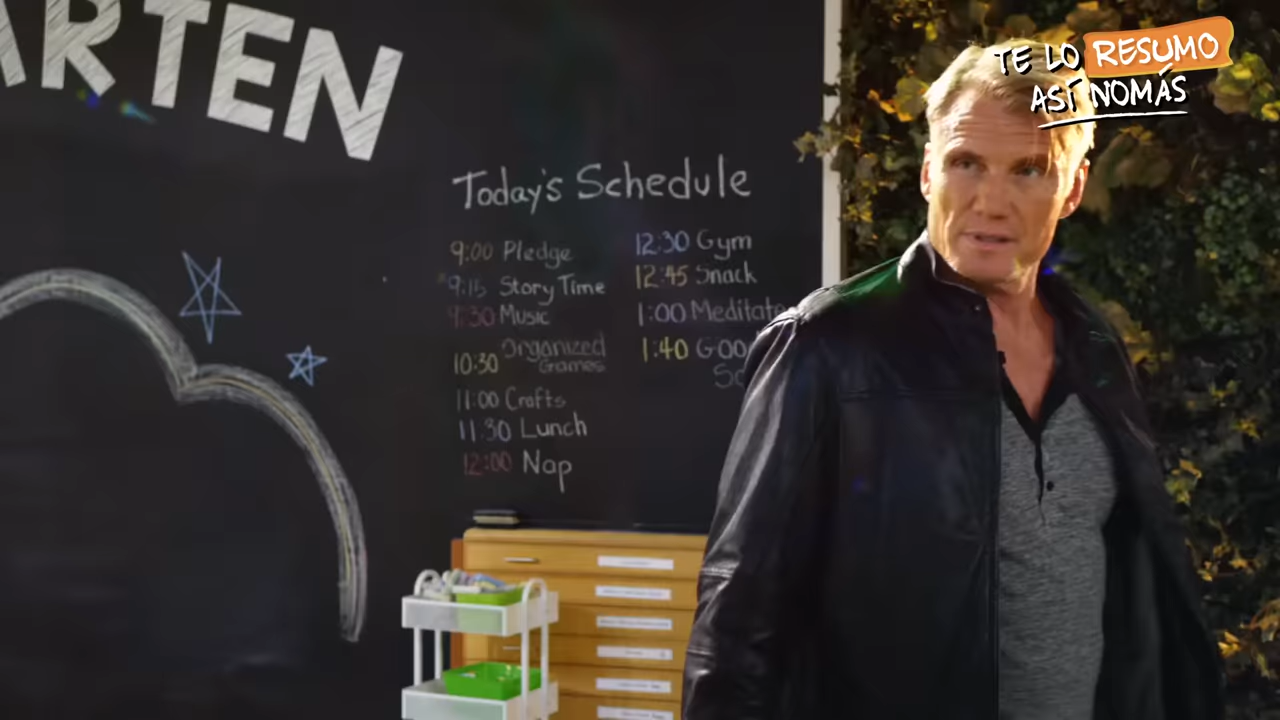 ARTEN
Today's Schedule
9:00 Pledge
9:15 Story Time
9:30 Music
10:30 Organized
Games
11:00 Crafts
11:30 Lunch
12:00 Nap
12:30 Gym
12:45 Snack
1:00 Meditate
1:40
TE LO RESUMO
ASÍ NOMÁS